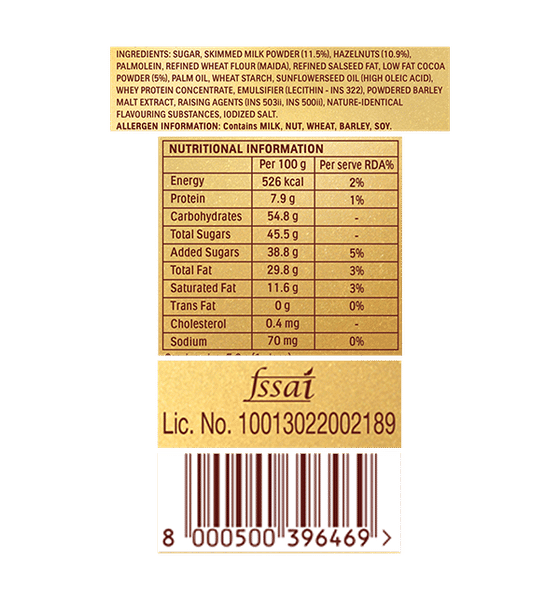 INGREDIENTS: SUGAR, SKIMMED MILK POWDER (11.5%), HAZELNUTS (10.9%),
PALMOLEIN, REFINED WHEAT FLOUR (MAIDA), REFINED SALSEED FAT, LOW FAT COCOA
POWDER (5%), PALM OIL, WHEAT STARCH, SUNFLOWERSEED OIL (HIGH OLEIC ACID),
WHEY PROTEIN CONCENTRATE, EMULSIFIER (LECITHIN - INS 322), POWDERED BARLEY
MALT EXTRACT, RAISING AGENTS (INS 503ii, INS 500ii), NATURE-IDENTICAL
FLAVOURING SUBSTANCES, IODIZED SALT.
ALLERGEN INFORMATION: Contains MILK, NUT, WHEAT, BARLEY, SOY.
NUTRITIONAL INFORMATION
Per 100 g Per serve RDA%
Energy 526 kcal 2%
Protein 7.9 g 1%
Carbohydrates 54.8 g -
Total Sugars 45.5 g -
Added Sugars 38.8 g 5%
Total Fat 29.8 g 3%
Saturated Fat 11.6 g 3%
Trans Fat 0 g 0%
Cholesterol 0.4 mg -
Sodium 70 mg 0%
fssai
Lic. No. 10013022002189
8 000500 396469 >